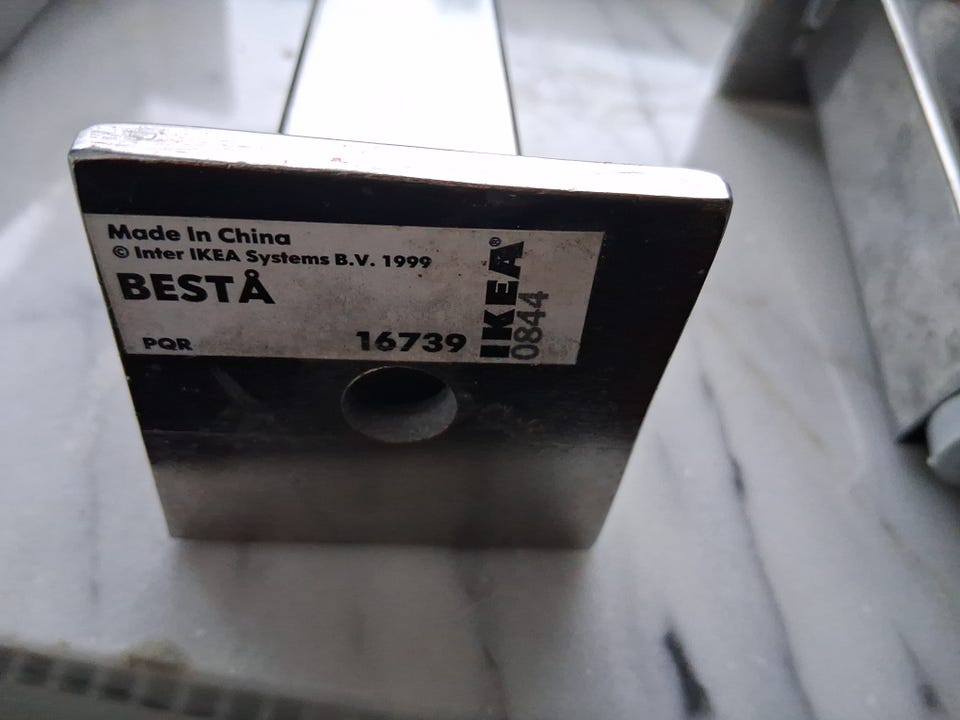 Made In China
© Inter IKEA Systems B.V. 1999
BESTÅ
PQR 16739
IKEA®
0844